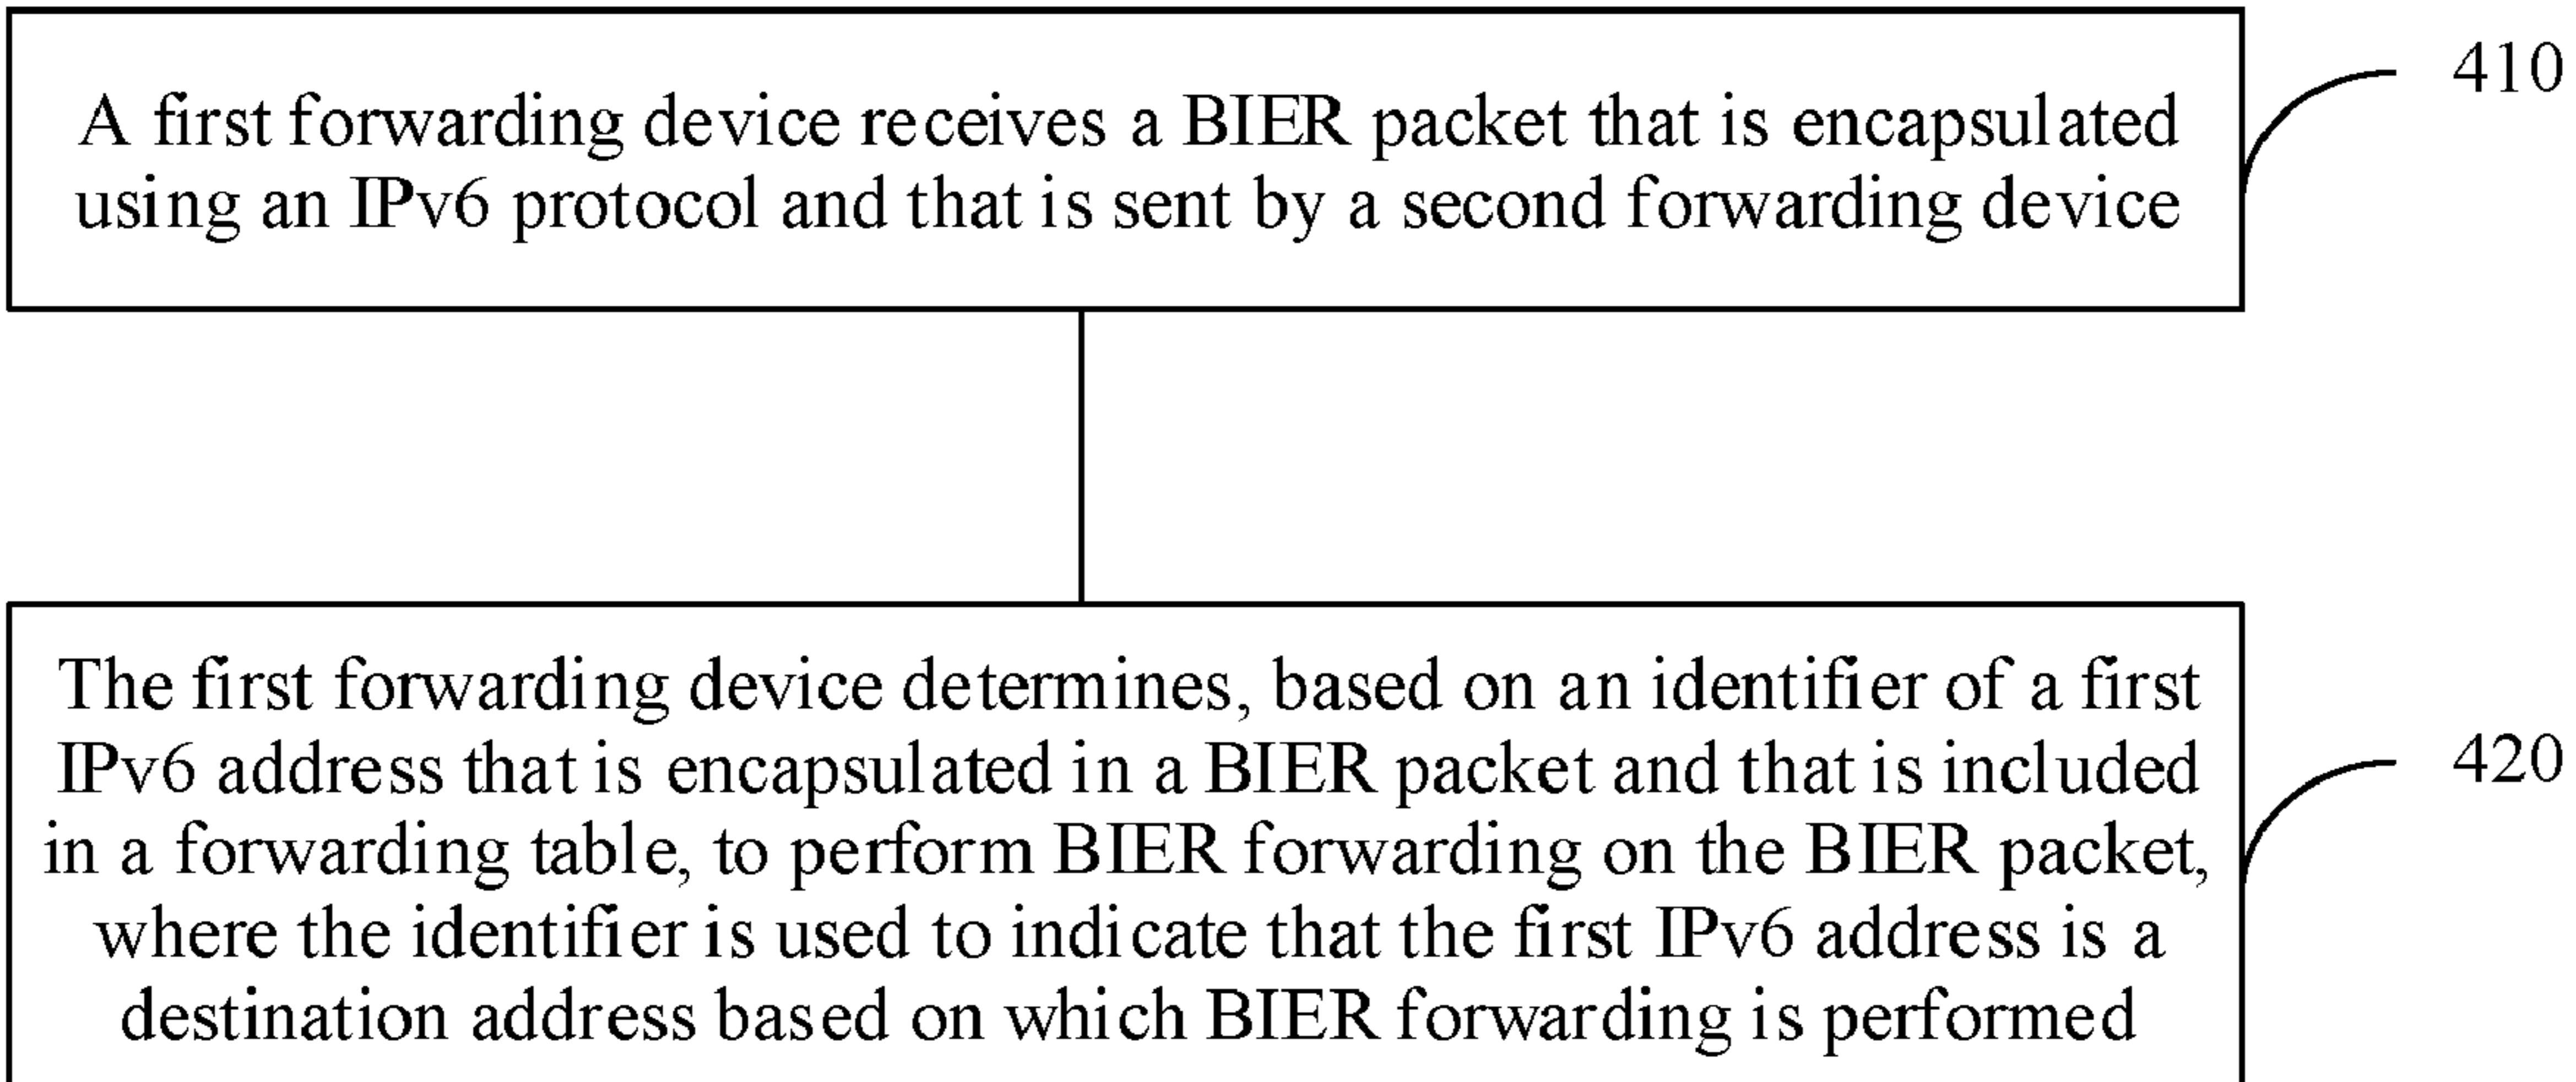 A first forwarding device receives a BIER packet that is encapsulated
using an IPv6 protocol and that is sent by a second forwarding device
410
The first forwarding device determines, based on an identifier of a first
IPv6 address that is encapsulated in a BIER packet and that is included
in a forwarding table, to perform BIER forwarding on the BIER packet,
where the identifier is used to indicate that the first IPv6 address is a
destination address based on which BIER forwarding is performed
420